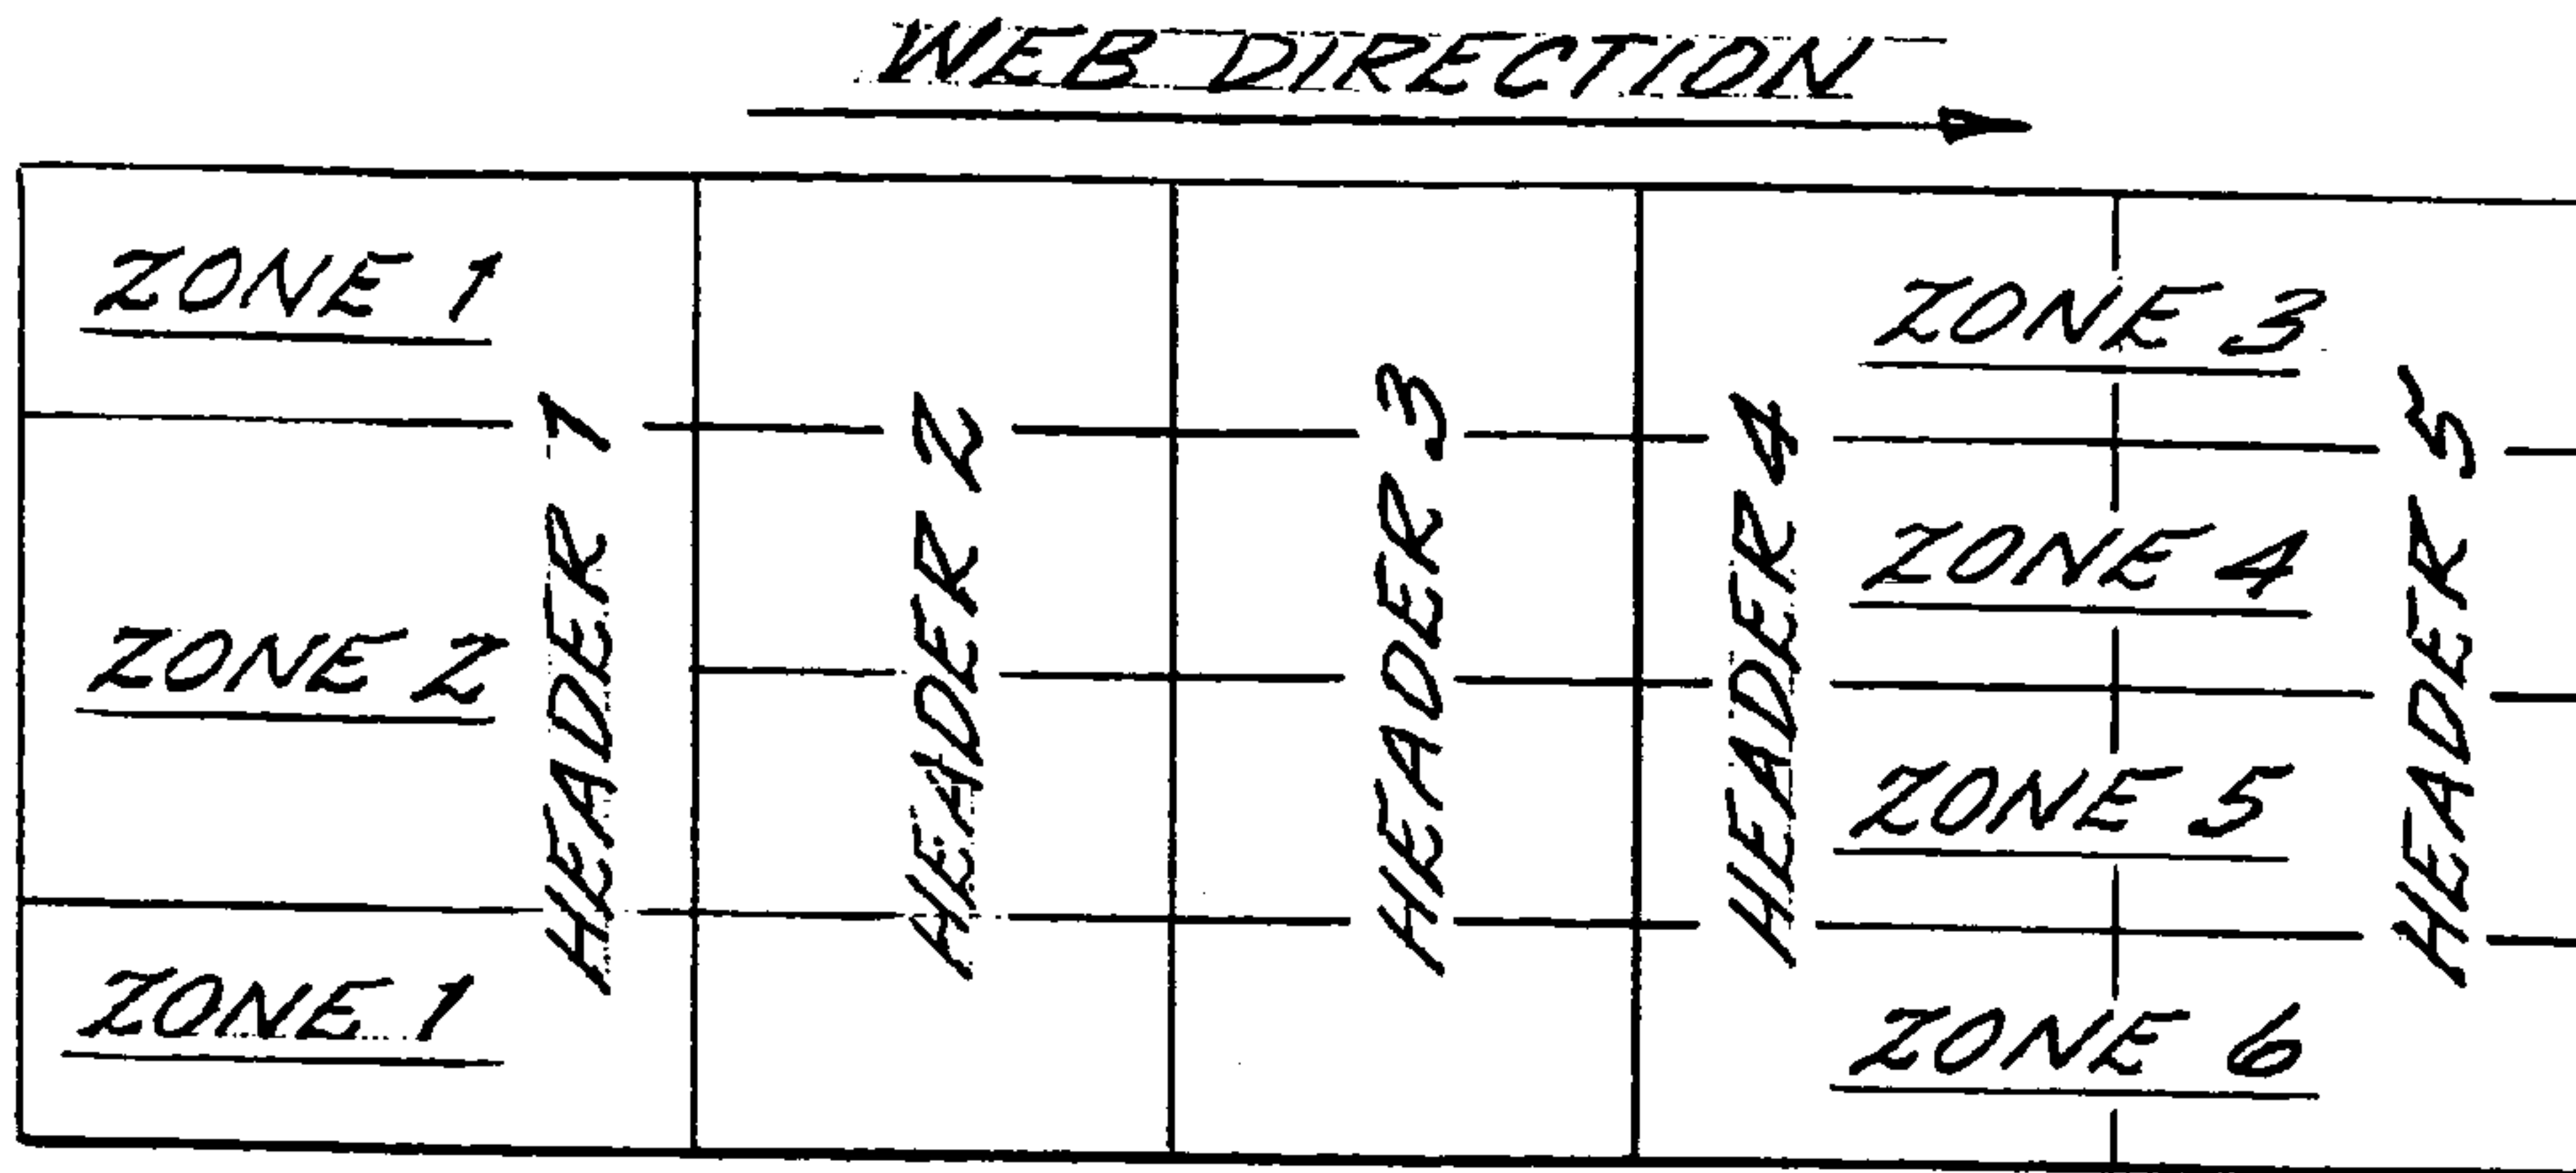 WEB DIRECTION
ZONE 1
ZONE 2
ZONE 1
HEADER 1
HEADER 2
HEADER 3
HEADER 4
ZONE 3
ZONE 4
ZONE 5
ZONE 6
HEADER 5